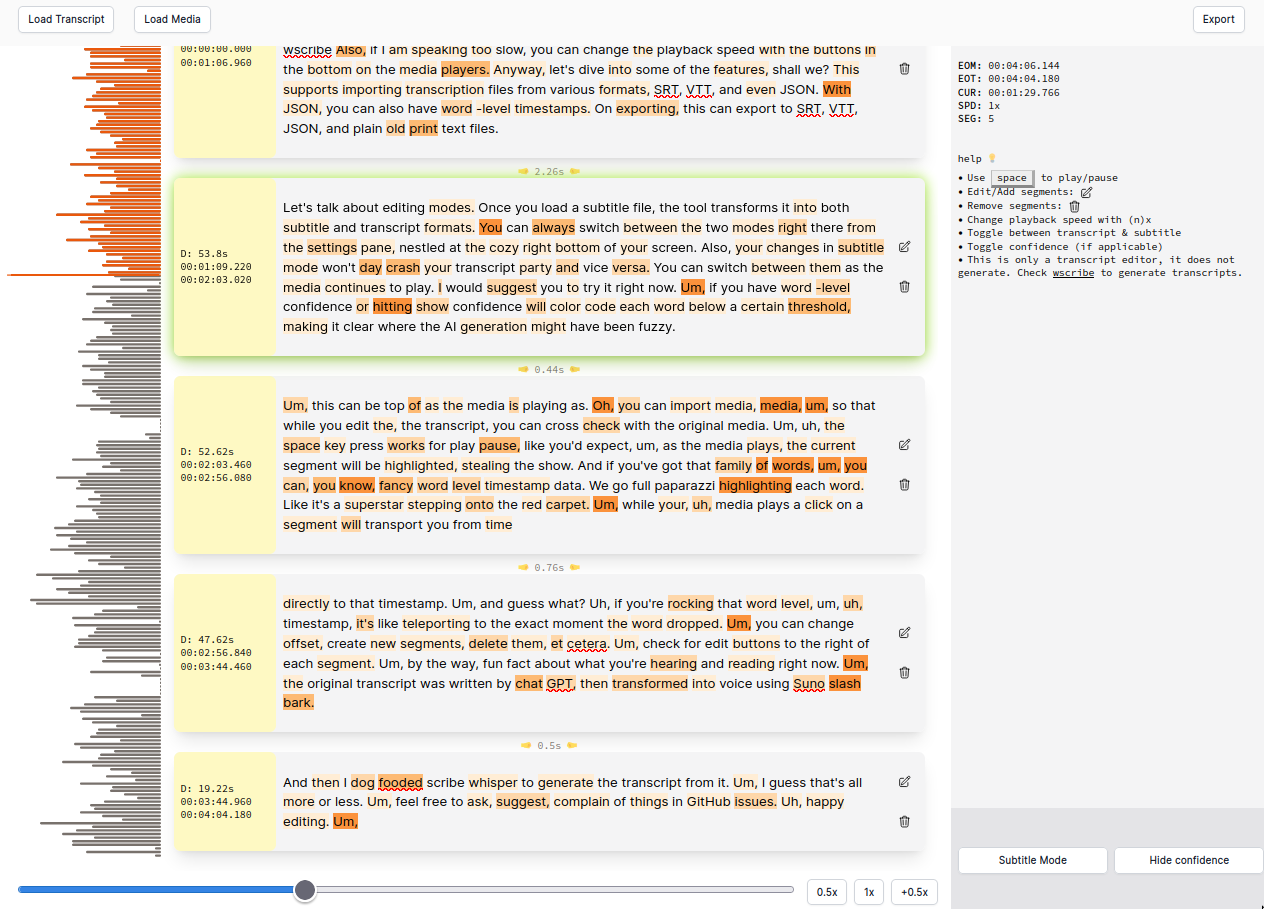 Load Transcript
Load Media
Export
00:00:00.000
00:01:06.960
wscribe Also, if I am speaking too slow, you can change the playback speed with the buttons in
the bottom on the media players. Anyway, let's dive into some of the features, shall we? This
supports importing transcription files from various formats, SRT, VTT, and even JSON. With
JSON, you can also have word -level timestamps. On exporting, this can export to SRT, VTT,
JSON, and plain old print text files.
2.26s
D: 53.8s
00:01:09.220
00:02:03.020
Let's talk about editing modes. Once you load a subtitle file, the tool transforms it into both
subtitle and transcript formats. You can always switch between the two modes right there from
the settings pane, nestled at the cozy right bottom of your screen. Also, your changes in subtitle
mode won't day crash your transcript party and vice versa. You can switch between them as the
media continues to play. I would suggest you to try it right now. Um, if you have word -level
confidence or hitting show confidence will color code each word below a certain threshold,
making it clear where the AI generation might have been fuzzy.
0.44s
D: 52.62s
00:02:03.460
00:02:56.080
Um, this can be top of as the media is playing as. Oh, you can import media, media, um, so that
while you edit the, the transcript, you can cross check with the original media. Um, uh, the
space key press works for play pause, like you'd expect, um, as the media plays, the current
segment will be highlighted, stealing the show. And if you've got that family of words, um, you
can, you know, fancy word level timestamp data. We go full paparazzi highlighting each word.
Like it's a superstar stepping onto the red carpet. Um, while your, uh, media plays a click on a
segment will transport you from time
0.76s
D: 47.62s
00:02:56.840
00:03:44.460
directly to that timestamp. Um, and guess what? Uh, if you're rocking that word level, um, uh,
timestamp, it's like teleporting to the exact moment the word dropped. Um, you can change
offset, create new segments, delete them, et cetera. Um, check for edit buttons to the right of
each segment. Um, by the way, fun fact about what you're hearing and reading right now. Um,
the original transcript was written by chat GPT, then transformed into voice using Suno slash
bark.
0.5s
D: 19.22s
00:03:44.960
00:04:04.180
And then I dog fooded scribe whisper to generate the transcript from it. Um, I guess that's all
more or less. Um, feel free to ask, suggest, complain of things in GitHub issues. Uh, happy
editing. Um,
0.5x
1x
+0.5x
EOM: 00:04:06.144
EOT: 00:04:04.180
CUR: 00:01:29.766
SPD: 1x
SEG: 5
help
• Use space to play/pause
• Edit/Add segments:
• Remove segments:
• Change playback speed with (n)x
• Toggle between transcript & subtitle
• Toggle confidence (if applicable)
• This is only a transcript editor, it does not
generate. Check wscribe to generate transcripts.
Subtitle Mode
Hide confidence